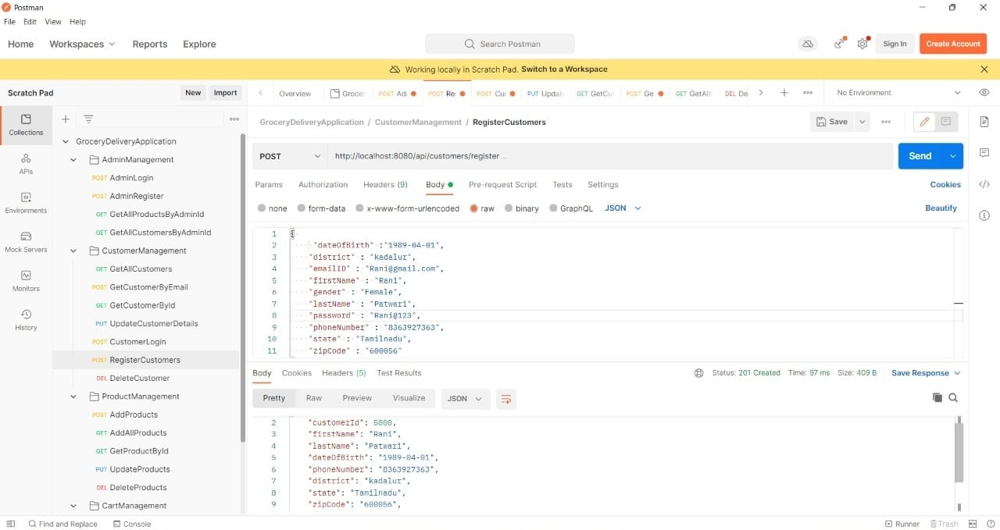 Postman
File Edit View Help
Home Workspaces Reports Explore Search Postman Sign In Create Account
Working locally in Scratch Pad. Switch to a Workspace
Scratch Pad New Import
Overview Grocer POST Ad POST Re POST Cu PUT Updat GET GetCu POST Ge GET GetAll DEL De No Environment
GroceryDeliveryApplication / CustomerManagement / RegisterCustomers Save
POST http://localhost:8080/api/customers/register... Send
Params Authorization Headers (9) Body Pre-request Script Tests Settings Cookies
none form-data x-www-form-urlencoded raw binary GraphQL JSON Beautify
Collections
APIs
Environments
Mock Servers
Monitors
History
GroceryDeliveryApplication
AdminManagement
POST AdminLogin
POST AdminRegister
GET GetAllProductsByAdminId
GET GetAllCustomersByAdminId
CustomerManagement
GET GetAllCustomers
POST GetCustomerByEmail
GET GetCustomerById
PUT UpdateCustomerDetails
POST CustomerLogin
POST RegisterCustomers
DEL DeleteCustomer
ProductManagement
POST AddProducts
GET AddAllProducts
GET GetProductById
PUT UpdateProducts
DEL DeleteProducts
CartManagement
1 {
2 "dateOfBirth" :"1989-04-01",
3 "district" : "kadalur",
4 "emailID" : "Rani@gmail.com",
5 "firstName" : "Rani",
6 "gender" : "Female",
7 "lastName" : "Patwari",
8 "password" : "Rani@123",
9 "phoneNumber" : "8363927363",
10 "state" : "Tamilnadu",
11 "zipCode" : "600056"
Body Cookies Headers (5) Test Results Status: 201 Created Time: 97 ms Size: 409 B Save Response
Pretty Raw Preview Visualize JSON
2 "customerId": 5000,
3 "firstName": "Rani",
4 "lastName": "Patwari",
5 "dateOfBirth": "1989-04-01",
6 "phoneNumber": "8363927363",
7 "district": "kadalur",
8 "state": "Tamilnadu",
9 "zipCode": "600056",
Find and Replace Console Runner Trash